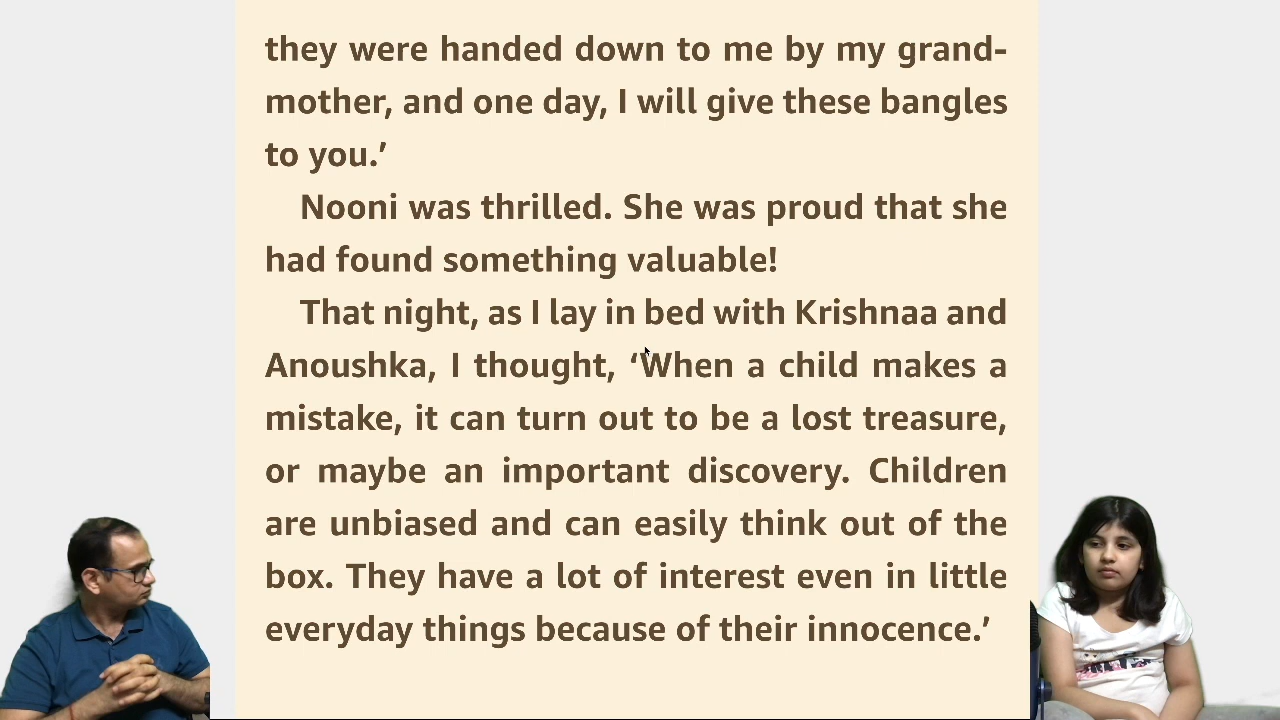 they were handed down to me by my grand-
mother, and one day, I will give these bangles
to you.’
Nooni was thrilled. She was proud that she
had found something valuable!
That night, as I lay in bed with Krishnaa and
Anoushka, I thought, ‘When a child makes a
mistake, it can turn out to be a lost treasure,
or maybe an important discovery. Children
are unbiased and can easily think out of the
box. They have a lot of interest even in little
everyday things because of their innocence.’